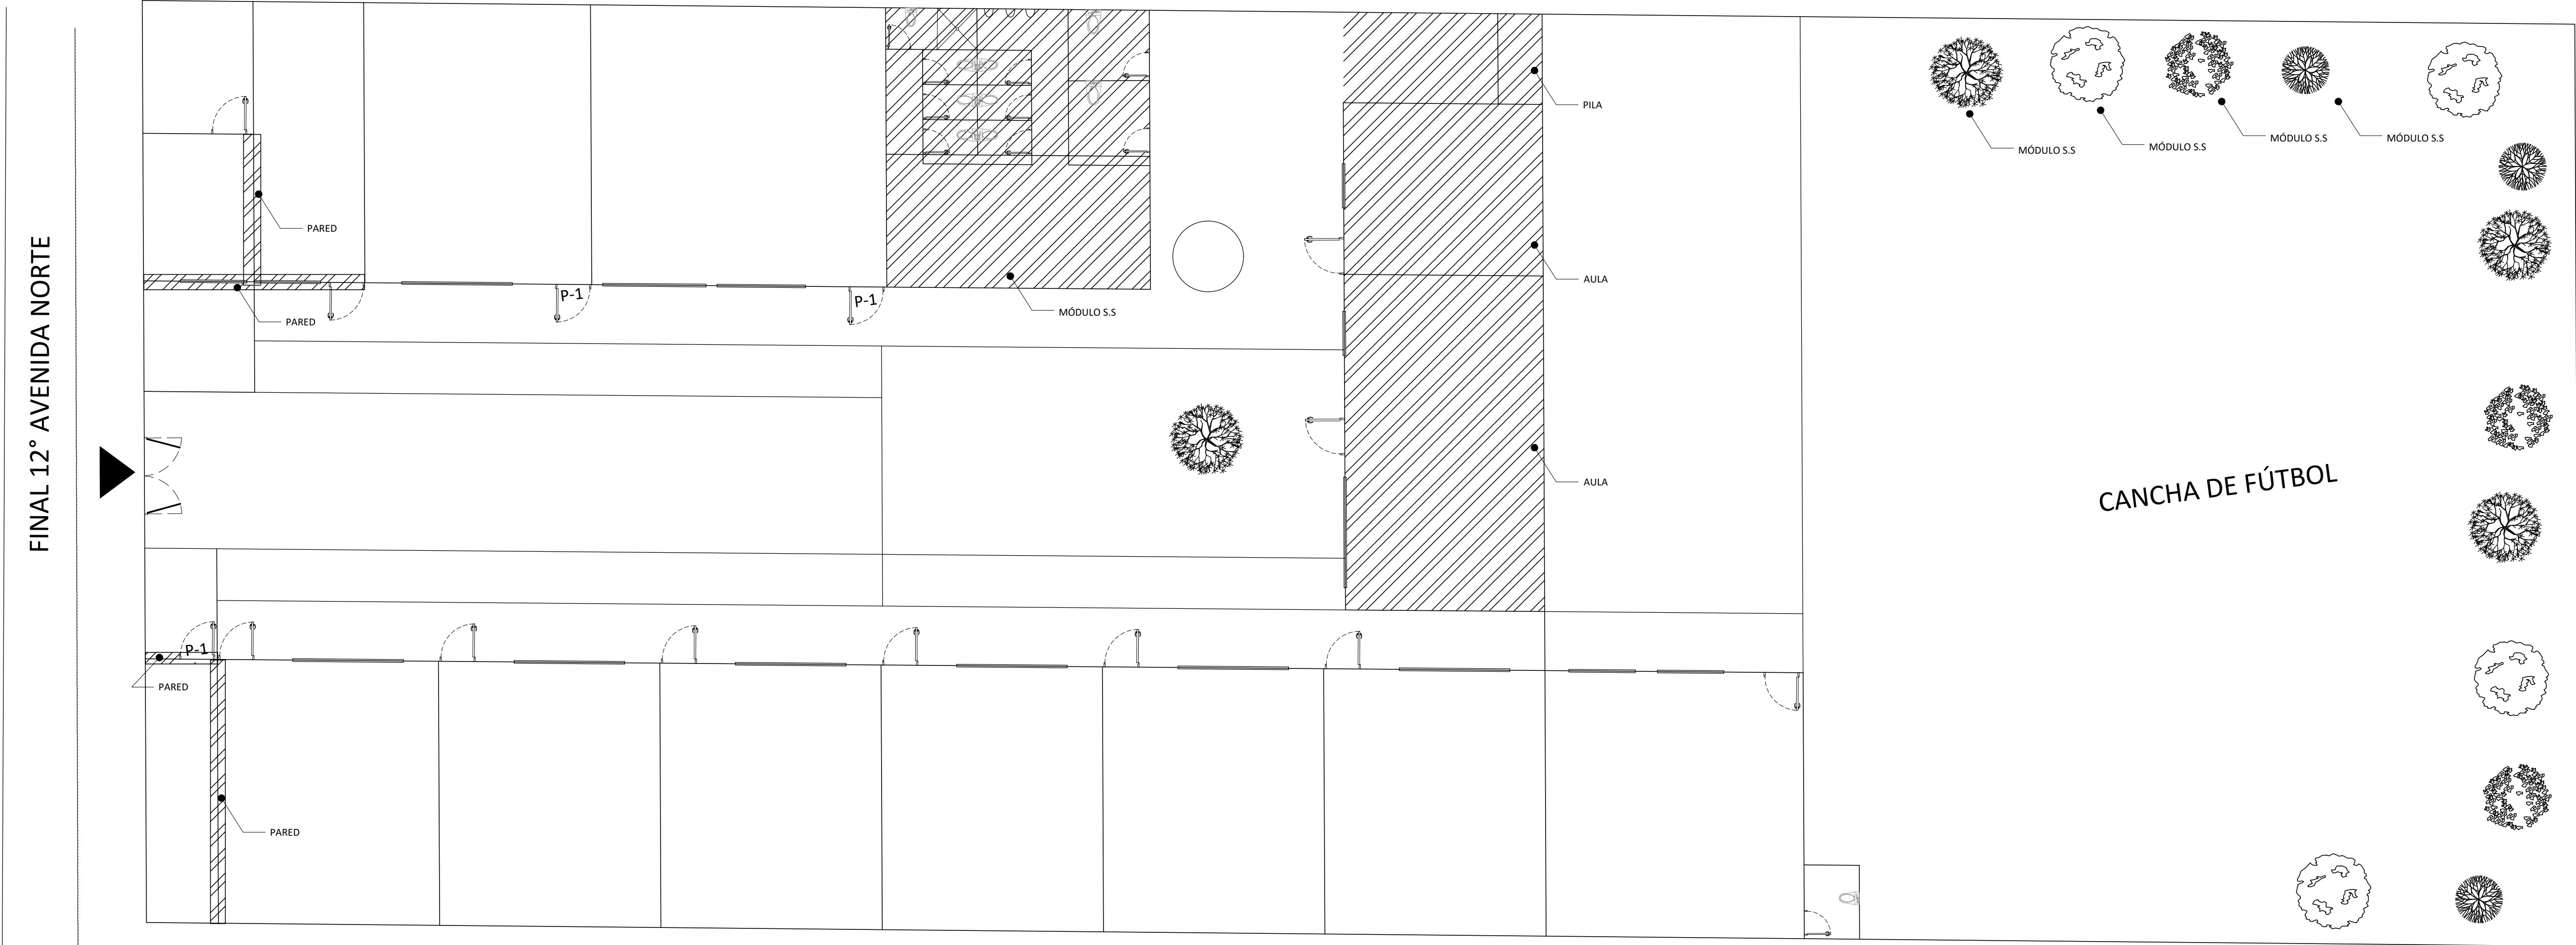 FINAL 12° AVENIDA NORTE
PILA
MÓDULO S.S
MÓDULO S.S
MÓDULO S.S
MÓDULO S.S
PARED
AULA
PARED
P-1
P-1
MÓDULO S.S
AULA
CANCHA DE FÚTBOL
P-1
PARED
PARED